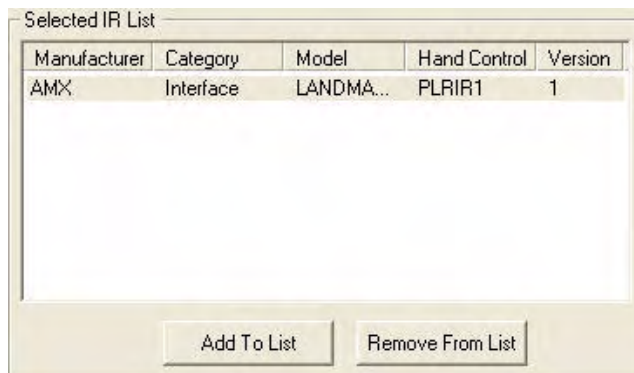 Selected IR List
Manufacturer Category Model Hand Control Version
AMX Interface LANDMA... PLRIR1 1
Add To List Remove From List